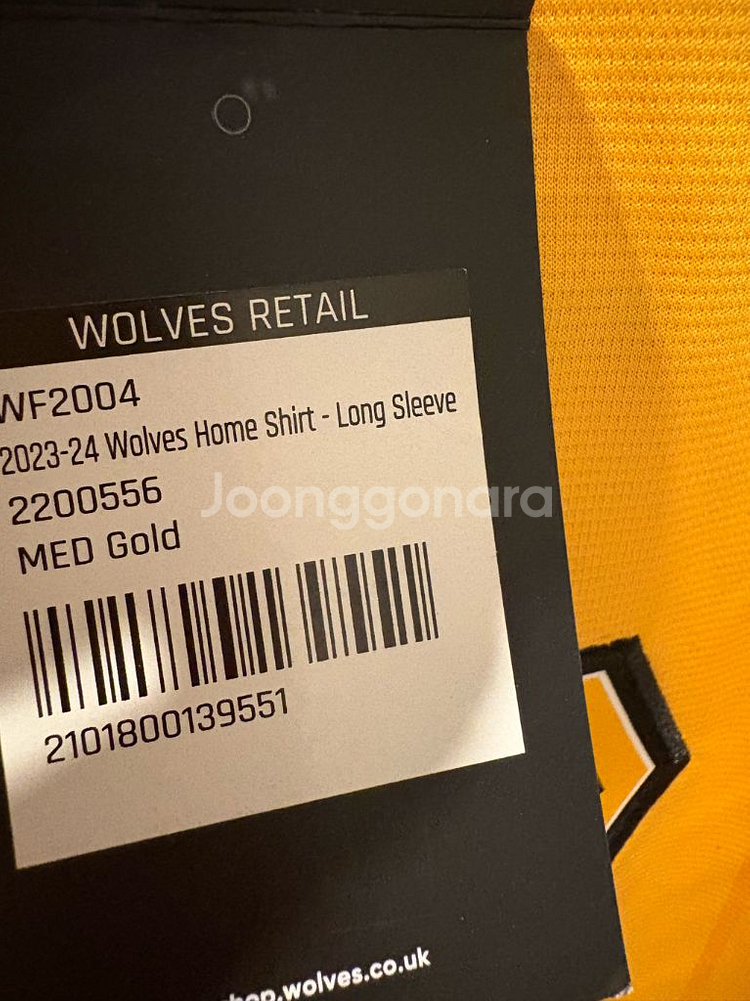 WOLVES RETAIL
WF2004
2023-24 Wolves Home Shirt - Long Sleeve
2200556
Joonggonara
MED Gold
2101800139551
shop.wolves.co.uk